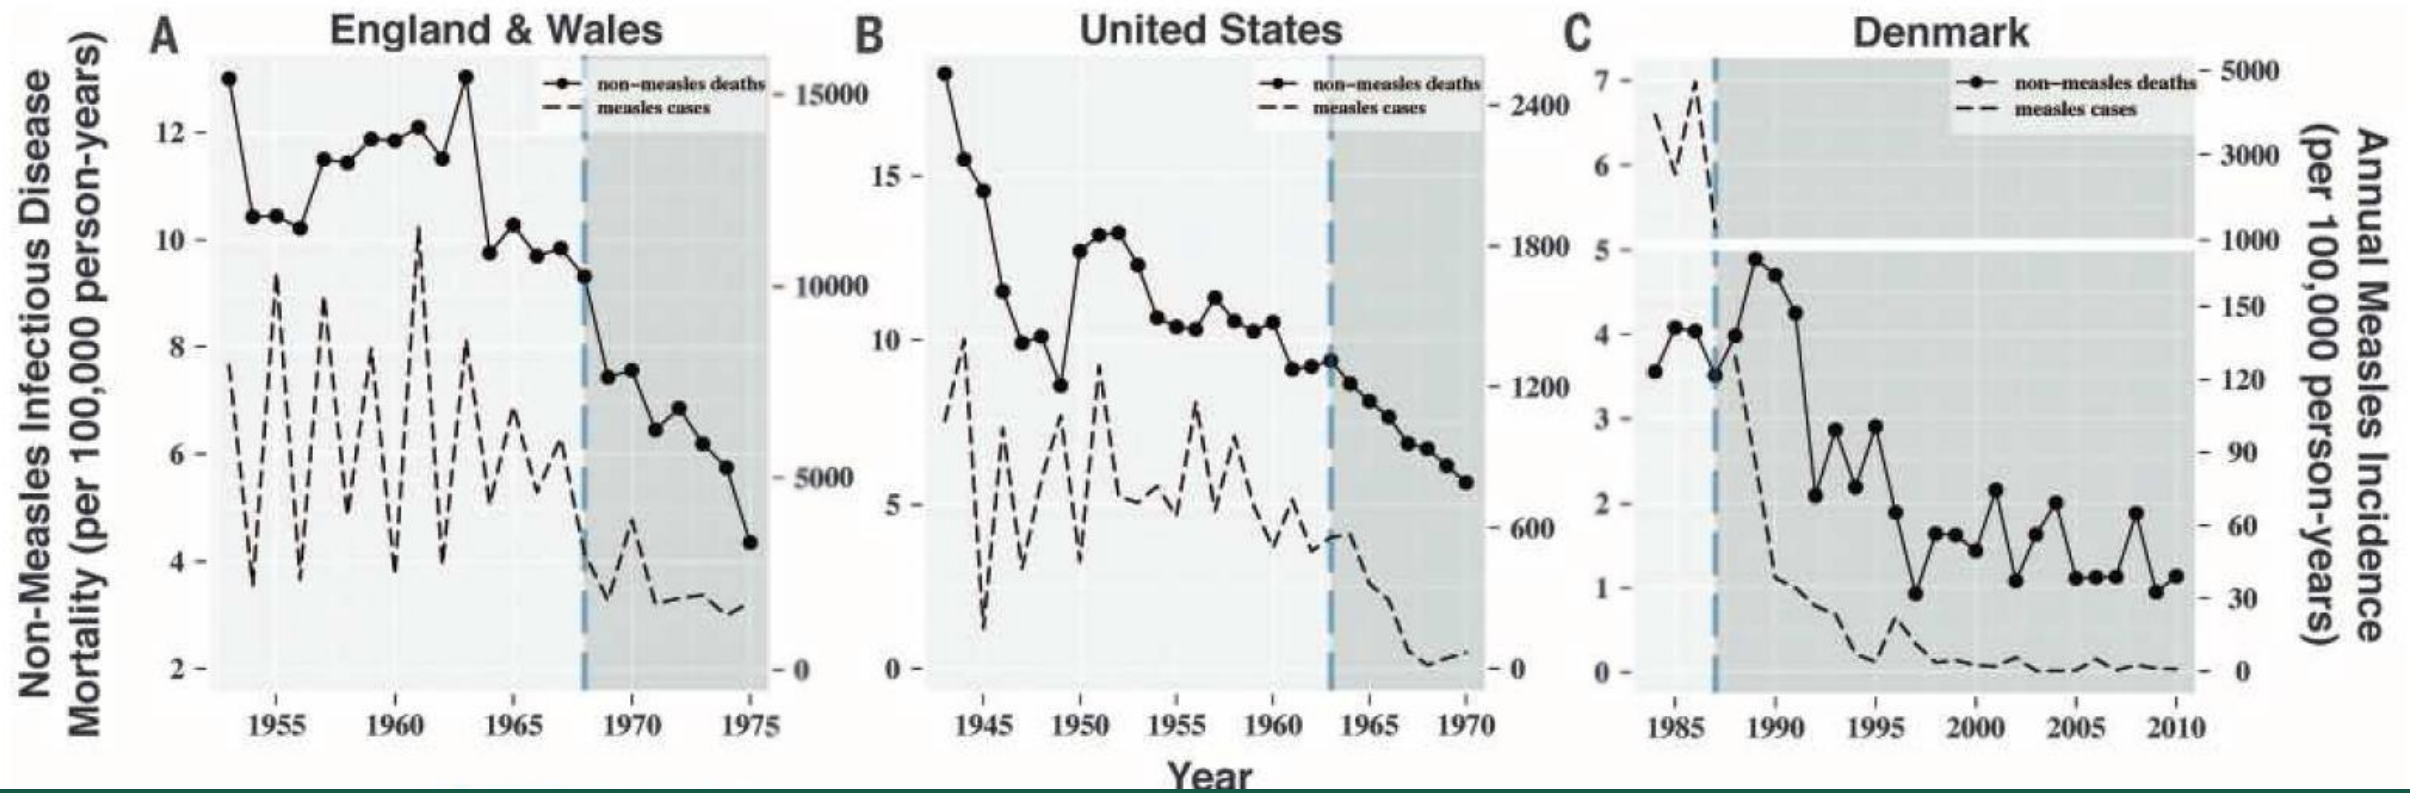 A England & Wales
non-measles deaths
measles cases
Non-Measles Infectious Disease
Mortality (per 100,000 person-years)
12
10
8
6
4
2
15000
10000
5000
0
1955 1960 1965 1970 1975
B United States
non-measles deaths
measles cases
15
10
5
0
2400
1800
1200
600
0
1945 1950 1955 1960 1965 1970
Year
C Denmark
non-measles deaths
measles cases
7
6
5
4
3
2
1
0
5000
3000
1000
150
120
90
60
30
0
1985 1990 1995 2000 2005 2010
Annual Measles Incidence
(per 100,000 person-years)